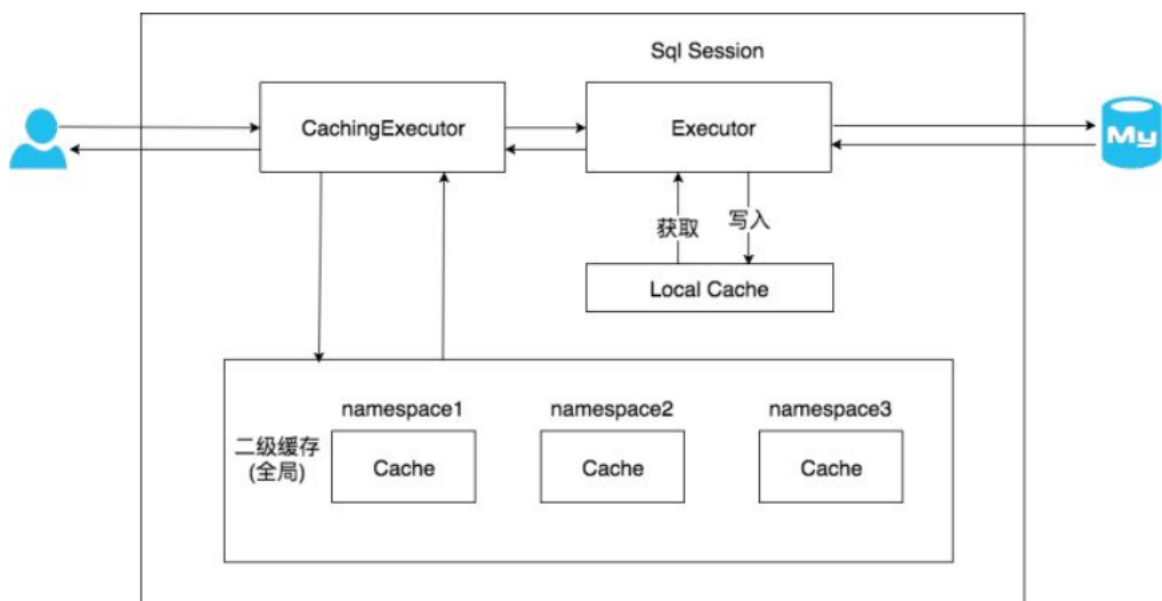 Sql Session
CachingExecutor
Executor
My
获取
写入
Local Cache
namespace1
namespace2
namespace3
二级缓存
(全局)
Cache
Cache
Cache